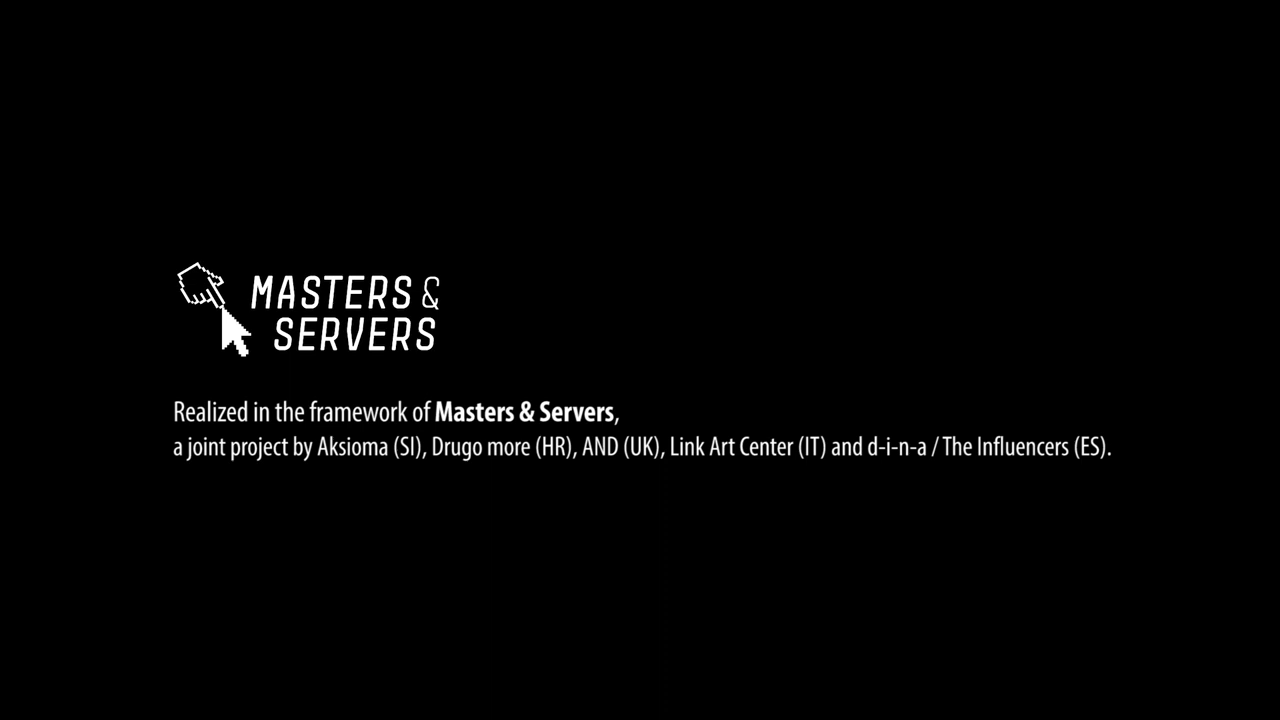 MASTERS &
SERVERS
Realized in the framework of Masters & Servers,
a joint project by Aksioma (SI), Drugo more (HR), AND (UK), Link Art Center (IT) and d-i-n-a / The Influencers (ES).